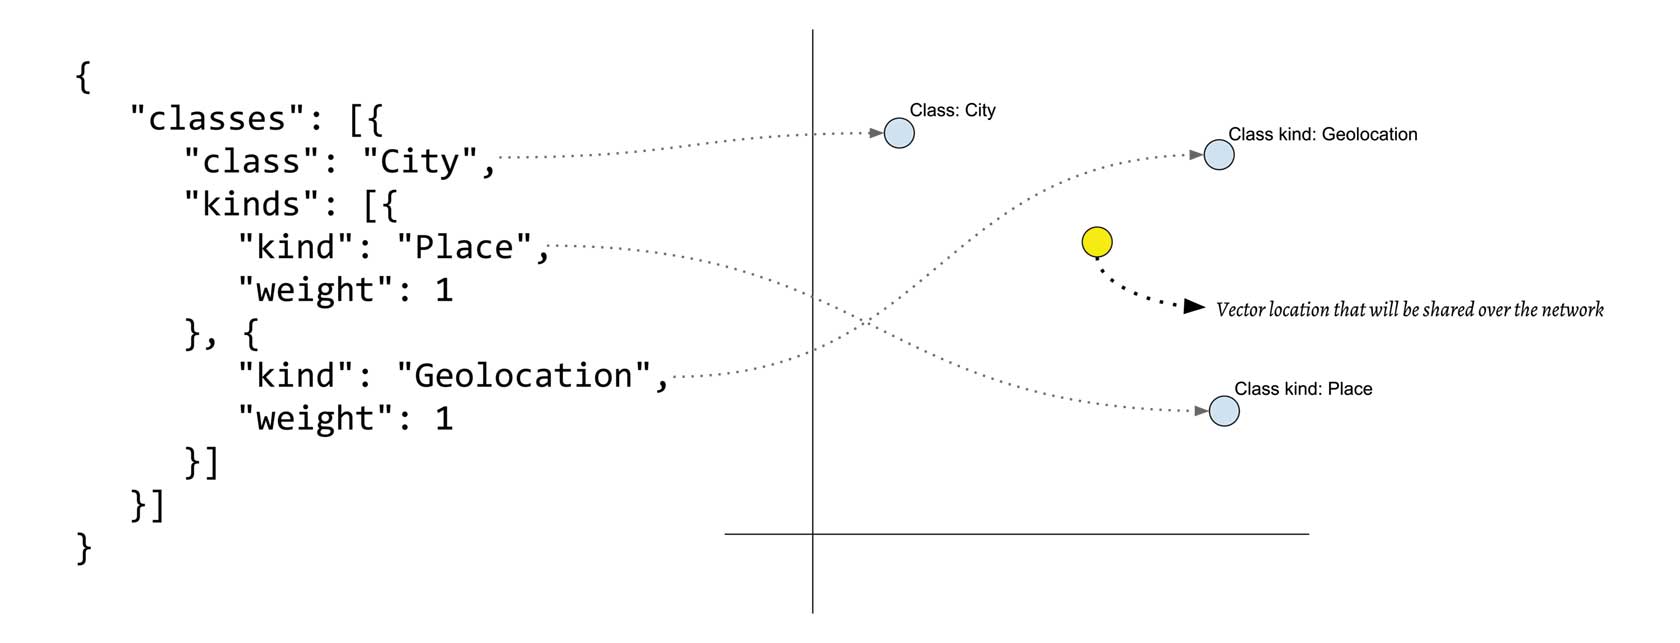 {
"classes": [{
"class": "City",
"kinds": [{
"kind": "Place",
"weight": 1
}, {
"kind": "Geolocation",
"weight": 1
}]
}]
}
Class: City
Class kind: Geolocation
Vector location that will be shared over the network
Class kind: Place